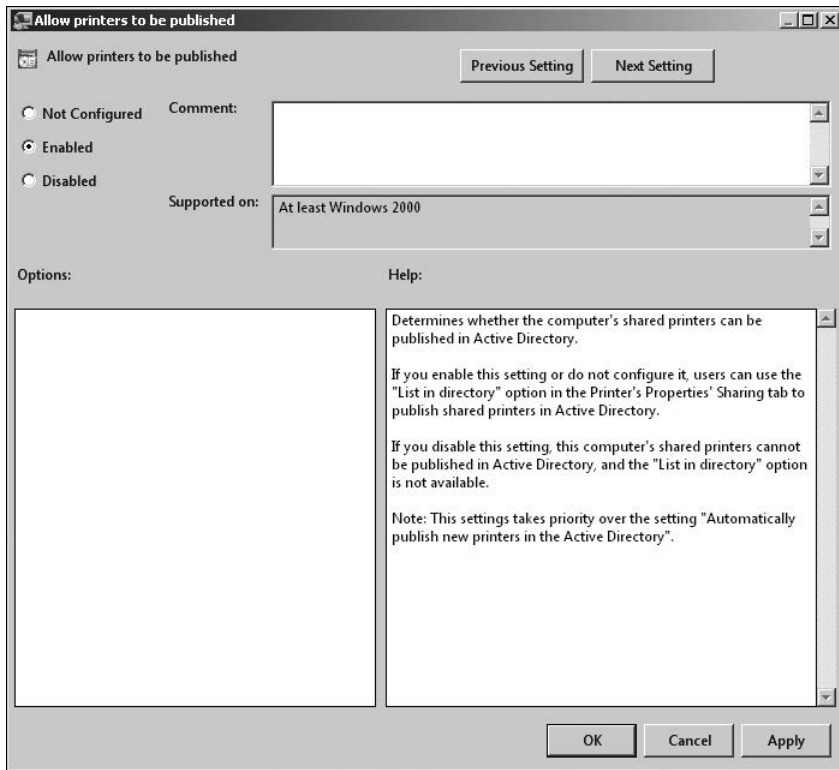 Allow printers to be published
Allow printers to be published
Previous Setting
Next Setting
Not Configured
Comment:
Enabled
Disabled
Supported on:
At least Windows 2000
Options:
Help:
Determines whether the computer's shared printers can be
published in Active Directory.
If you enable this setting or do not configure it, users can use the
"List in directory" option in the Printer's Properties' Sharing tab to
publish shared printers in Active Directory.
If you disable this setting, this computer's shared printers cannot
be published in Active Directory, and the "List in directory" option
is not available.
Note: This settings takes priority over the setting "Automatically
publish new printers in the Active Directory".
OK
Cancel
Apply